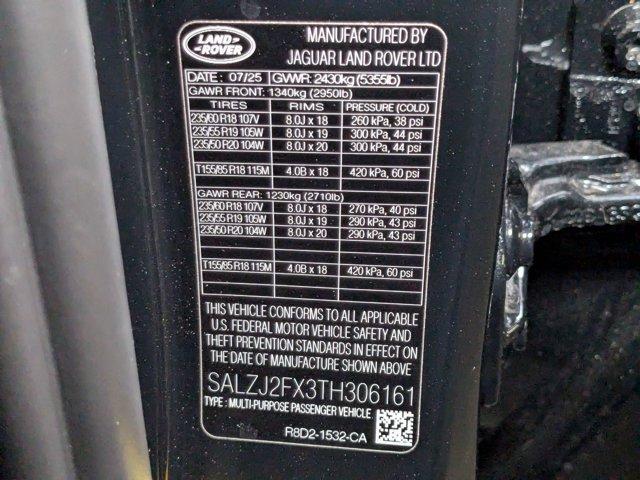 LAND ROVER
MANUFACTURED BY
JAGUAR LAND ROVER LTD
DATE : 07/25 GVWR: 2430kg (5355lb)
GAWR FRONT: 1340kg (2950lb)
TIRES RIMS PRESSURE (COLD)
235/60 R18 107V 8.0J x 18 260 kPa, 38 psi
235/55 R19 105W 8.0J x 19 300 kPa, 44 psi
235/50 R20 104W 8.0J x 20 300 kPa, 44 psi
T155/85 R18 115M 4.0B x 18 420 kPa, 60 psi
GAWR REAR: 1230kg (2710lb)
235/60 R18 107V 8.0J x 18 270 kPa, 40 psi
235/55 R19 105W 8.0J x 19 290 kPa, 43 psi
235/50 R20 104W 8.0J x 20 290 kPa, 43 psi
T155/85 R18 115M 4.0B x 18 420 kPa, 60 psi
THIS VEHICLE CONFORMS TO ALL APPLICABLE
U.S. FEDERAL MOTOR VEHICLE SAFETY AND
THEFT PREVENTION STANDARDS IN EFFECT ON
THE DATE OF MANUFACTURE SHOWN ABOVE
SALZJ2FX3TH306161
TYPE : MULTI-PURPOSE PASSENGER VEHICLE
R8D2-1532-CA